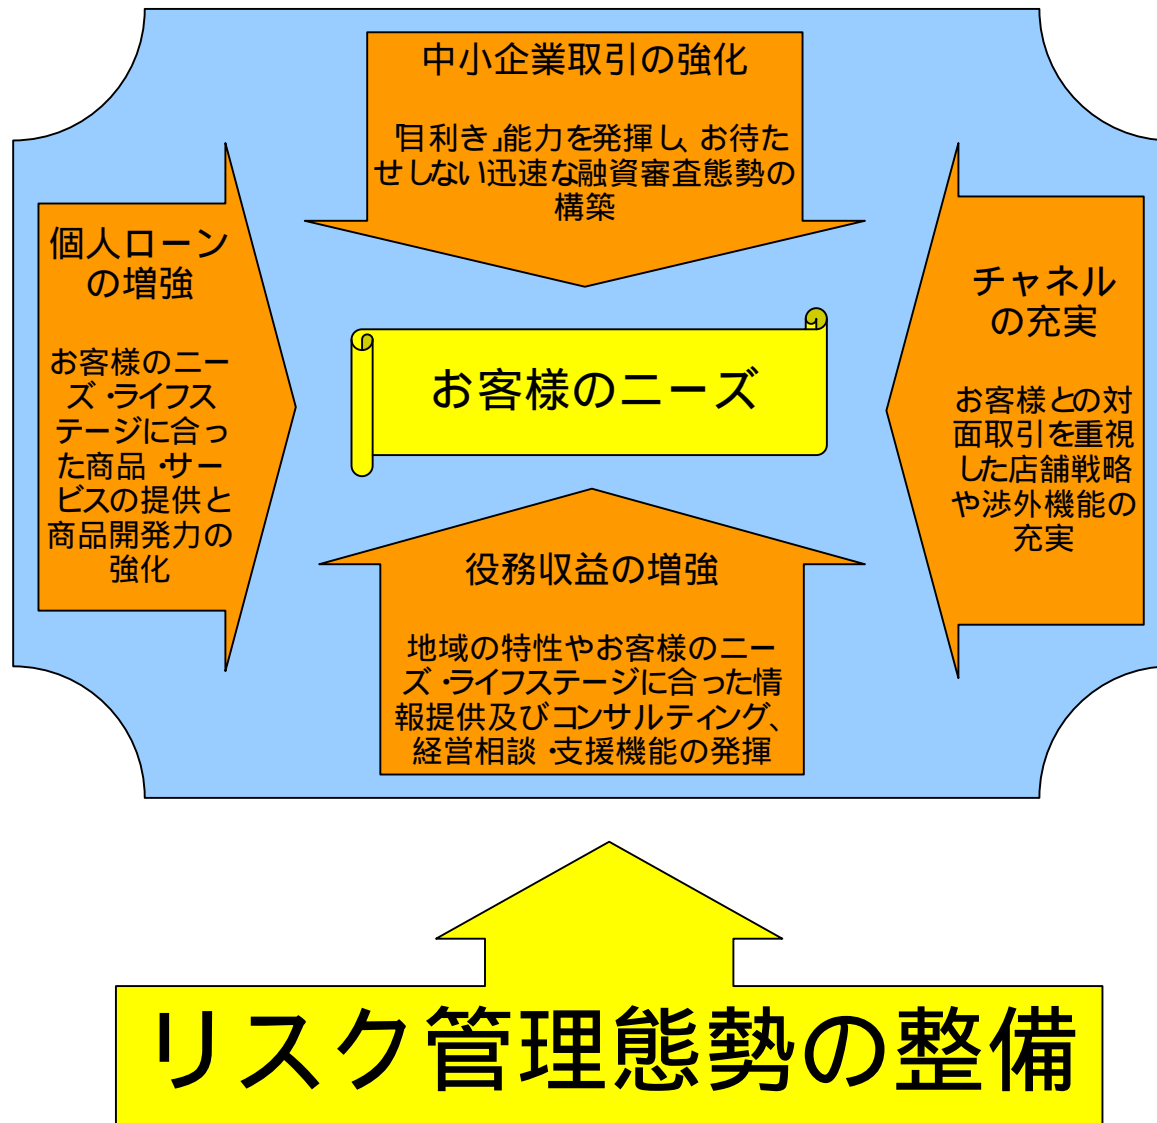 中小企業取引の強化
「目利き」能力を発揮し、お待た
せしない迅速な融資審査態勢の
構築
個人ローン
の増強
お客様のニー
ズ・ライフス
テージに合っ
た商品・サー
ビスの提供と
商品開発力の
強化
お客様のニーズ
チャネル
の充実
お客様との対
面取引を重視
した店舗戦略
や渉外機能の
充実
役務収益の増強
地域の特性やお客様のニー
ズ・ライフステージに合った情
報提供及びコンサルティング、
経営相談・支援機能の発揮
リスク管理態勢の整備